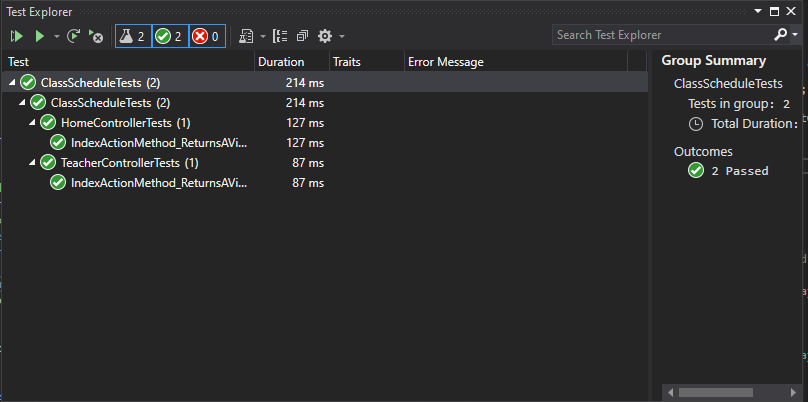 Test Explorer
2 2 0
Search Test Explorer
Test Duration Traits Error Message
ClassScheduleTests (2) 214 ms
ClassScheduleTests (2) 214 ms
HomeControllerTests (1) 127 ms
IndexActionMethod_ReturnsAVi... 127 ms
TeacherControllerTests (1) 87 ms
IndexActionMethod_ReturnsAVi... 87 ms
Group Summary
ClassScheduleTests
Tests in group: 2
Total Duration:
Outcomes
2 Passed